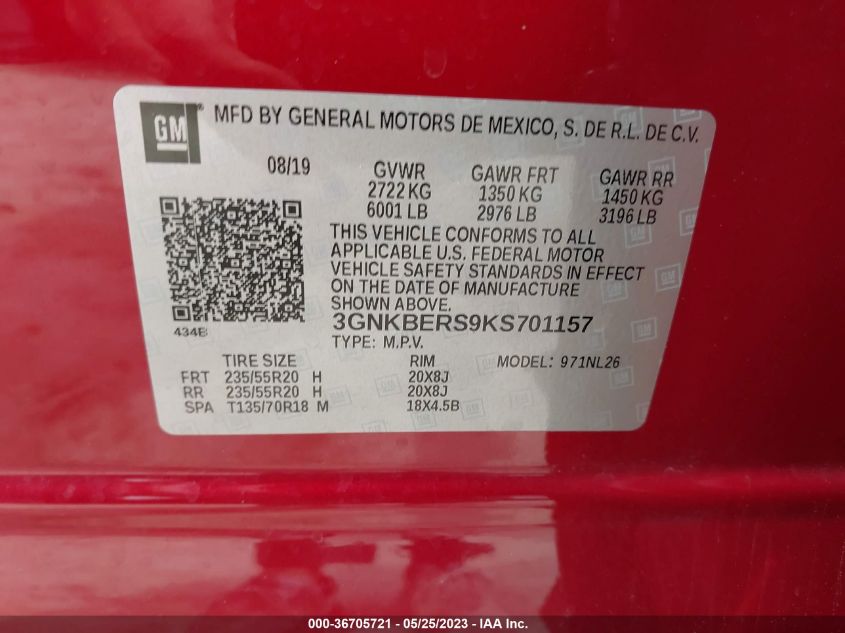 GM ® MFD BY GENERAL MOTORS DE MEXICO, S. DE R.L. DE C.V.
08/19 GVWR GAWR FRT GAWR RR
2722 KG 1350 KG 1450 KG
6001 LB 2976 LB 3196 LB
THIS VEHICLE CONFORMS TO ALL
APPLICABLE U.S. FEDERAL MOTOR
VEHICLE SAFETY STANDARDS IN EFFECT
ON THE DATE OF MANUFACTURE
SHOWN ABOVE.
434B
3GNKBERS9KS701157
TYPE: M.P.V. MODEL: 971NL26
TIRE SIZE RIM
FRT 235/55R20 H 20X8J
RR 235/55R20 H 20X8J
SPA T135/70R18 M 18X4.5B
000-36705721 - 05/25/2023 - IAA Inc.